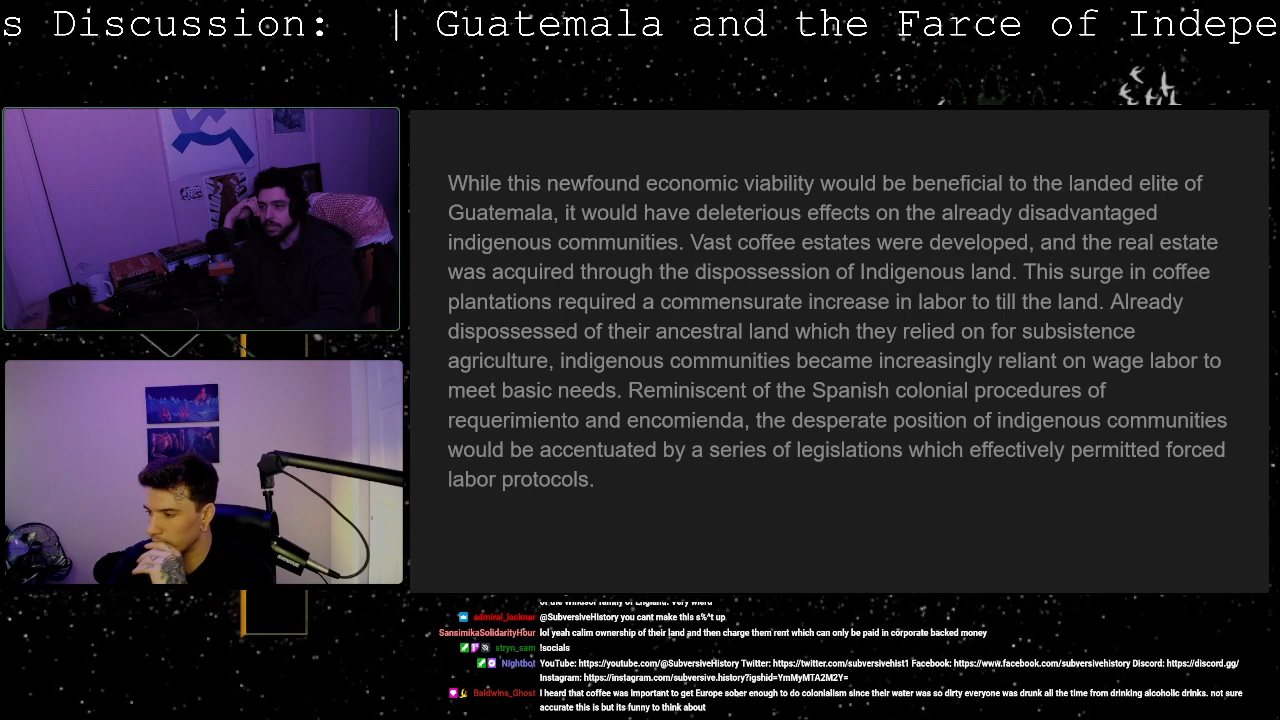 s Discussion:   | Guatemala and the Farce of Indepe
While this newfound economic viability would be beneficial to the landed elite of
Guatemala, it would have deleterious effects on the already disadvantaged
indigenous communities. Vast coffee estates were developed, and the real estate
was acquired through the dispossession of Indigenous land. This surge in coffee
plantations required a commensurate increase in labor to till the land. Already
dispossessed of their ancestral land which they relied on for subsistence
agriculture, indigenous communities became increasingly reliant on wage labor to
meet basic needs. Reminiscent of the Spanish colonial procedures of
requerimiento and encomienda, the desperate position of indigenous communities
would be accentuated by a series of legislations which effectively permitted forced
labor protocols.
SHURE
of the Windsor family of England. Very wierd
@SubversiveHistory you cant make this s%^t up
SansimikaSolidarityHour lol yeah calim ownership of their land and then charge them rent which can only be paid in corporate backed money
stryn_sam !socials
Nightbot YouTube: https://youtube.com/@SubversiveHistory Twitter: https://twitter.com/subversivehist1 Facebook: https://www.facebook.com/subversivehistory Discord: https://discord.gg/
Instagram: https://instagram.com/subversive.history?igshid=YmMyMTA2M2Y=
Baldwins_Ghost I heard that coffee was important to get Europe sober enough to do colonialism since their water was so dirty everyone was drunk all the time from drinking alcoholic drinks. not sure
accurate this is but its funny to think about